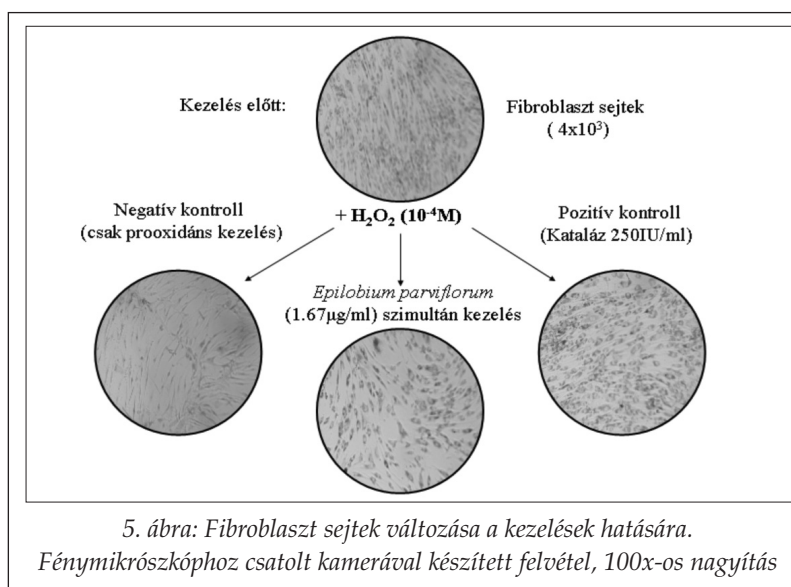 Kezelés előtt:
Fibroblaszt sejtek
( 4x10³)
Negatív kontroll
(csak prooxidáns kezelés)
+ H₂O₂ (10⁻⁴M)
Pozitív kontroll
(Kataláz 250IU/ml)
Epilobium parviflorum
(1.67µg/ml) szimultán kezelés
5. ábra: Fibroblaszt sejtek változása a kezelések hatására.
Fénymikrószkóphoz csatolt kamerával készített felvétel, 100x-os nagyítás